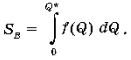 S_B = ∫_0^{Q*} f(Q) dQ.